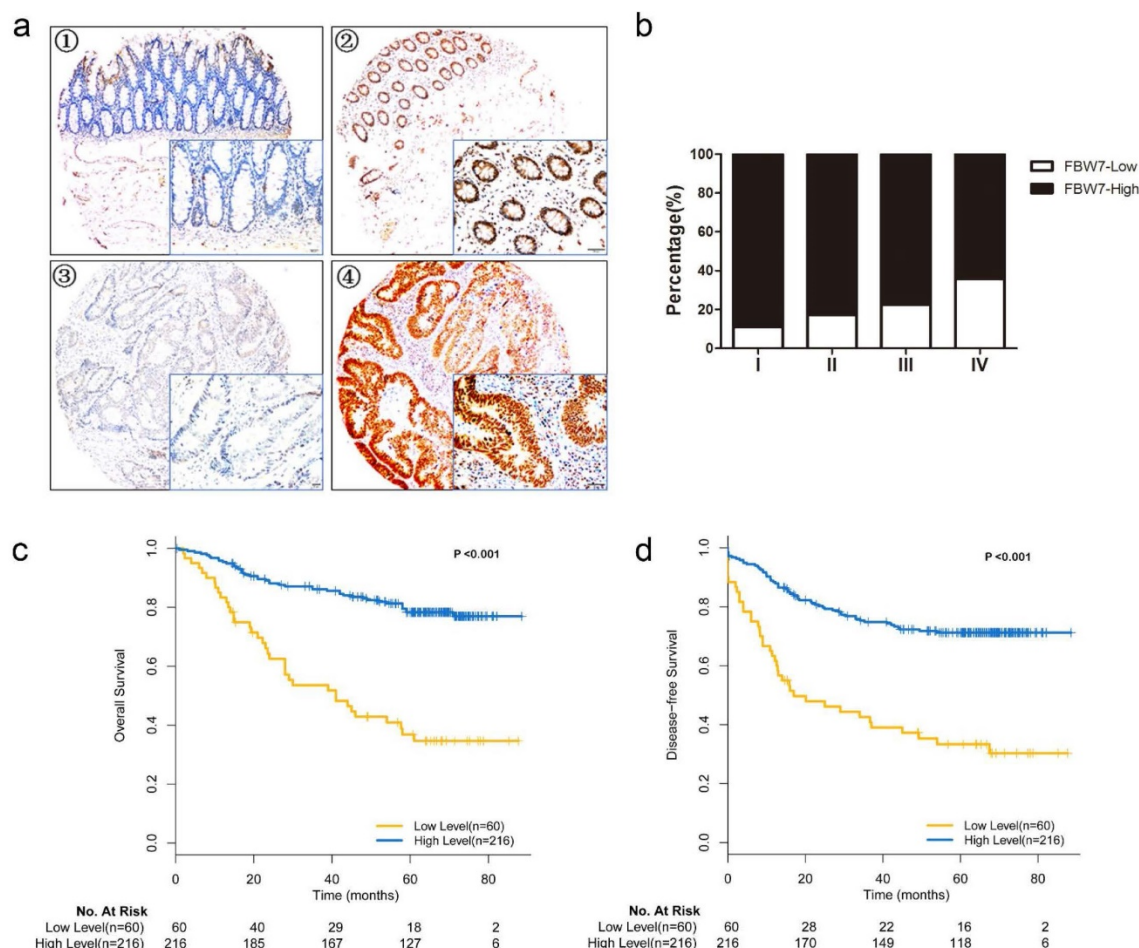 a
①
②
③
④
b
Percentage(%)
100
80
60
40
20
0
I II III IV
FBW7-Low
FBW7-High
c
Overall Survival
1.0
0.8
0.6
0.4
0.2
0.0
P <0.001
Low Level(n=60)
High Level(n=216)
0 20 40 60 80
Time (months)
No. At Risk
Low Level(n=60) 60 40 29 18 2
High Level(n=216) 216 185 167 127 6
d
Disease-free Survival
1.0
0.8
0.6
0.4
0.2
0.0
P <0.001
Low Level(n=60)
High Level(n=216)
0 20 40 60 80
Time (months)
No. At Risk
Low Level(n=60) 60 28 22 16 2
High Level(n=216) 216 170 149 118 6